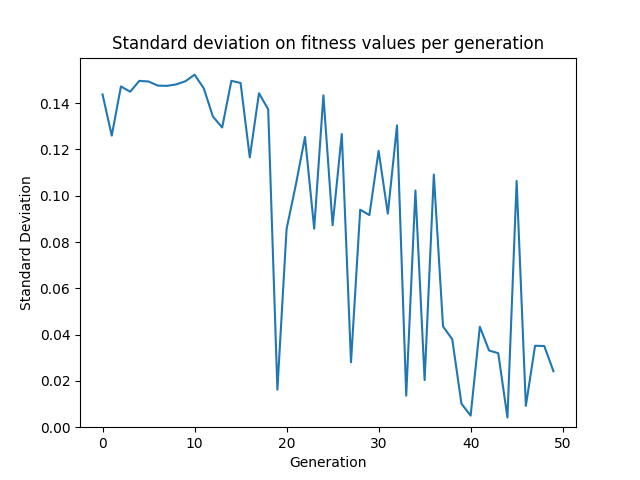 Standard deviation on fitness values per generation
0.14
0.12
0.10
0.08
0.06
0.04
0.02
0.00
Standard Deviation
0 10 20 30 40 50
Generation